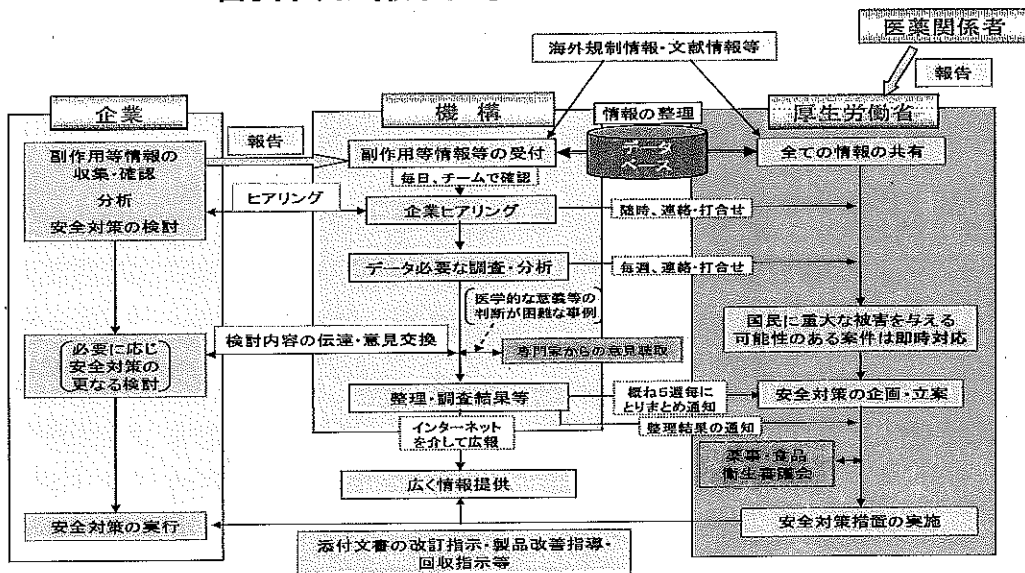 医薬関係者
海外規制情報・文献情報等
報告
企業
機構
情報の整理
厚生労働省
副作用等情報の
収集・確認
分析
安全対策の検討
報告
副作用等情報等の受付
データ
ベース
全ての情報の共有
毎日、チームで確認
ヒアリング
企業ヒアリング
随時、連絡・打合せ
データ必要な調査・分析
毎週、連絡・打合せ
医学的な意義等の
判断が困難な事例
国民に重大な被害を与える
可能性のある案件は即時対応
検討内容の伝達・意見交換
専門家からの意見聴取
必要に応じ
安全対策の
更なる検討
整理・調査結果等
概ね5週毎に
とりまとめ通知
安全対策の企画・立案
インターネット
を介して広報
整理結果の通知
薬事・食品
衛生審議会
広く情報提供
安全対策の実行
安全対策措置の実施
添付文書の改訂指示・製品改善指導・
回収指示等